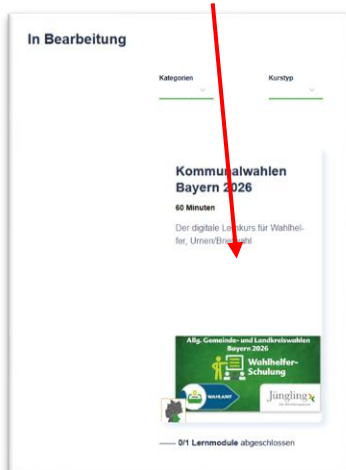 In Bearbeitung
Kategorien
Kurstyp
Kommunalwahlen
Bayern 2026
60 Minuten
Der digitale Lernkurs für Wahlhel-
fer, Urnen/Briefwahl
Allg. Gemeinde- und Landkreiswahlen
Bayern 2026
Wahlhelfer-
Schulung
WAHLAMT
Jüngling
0/1 Lernmodule abgeschlossen